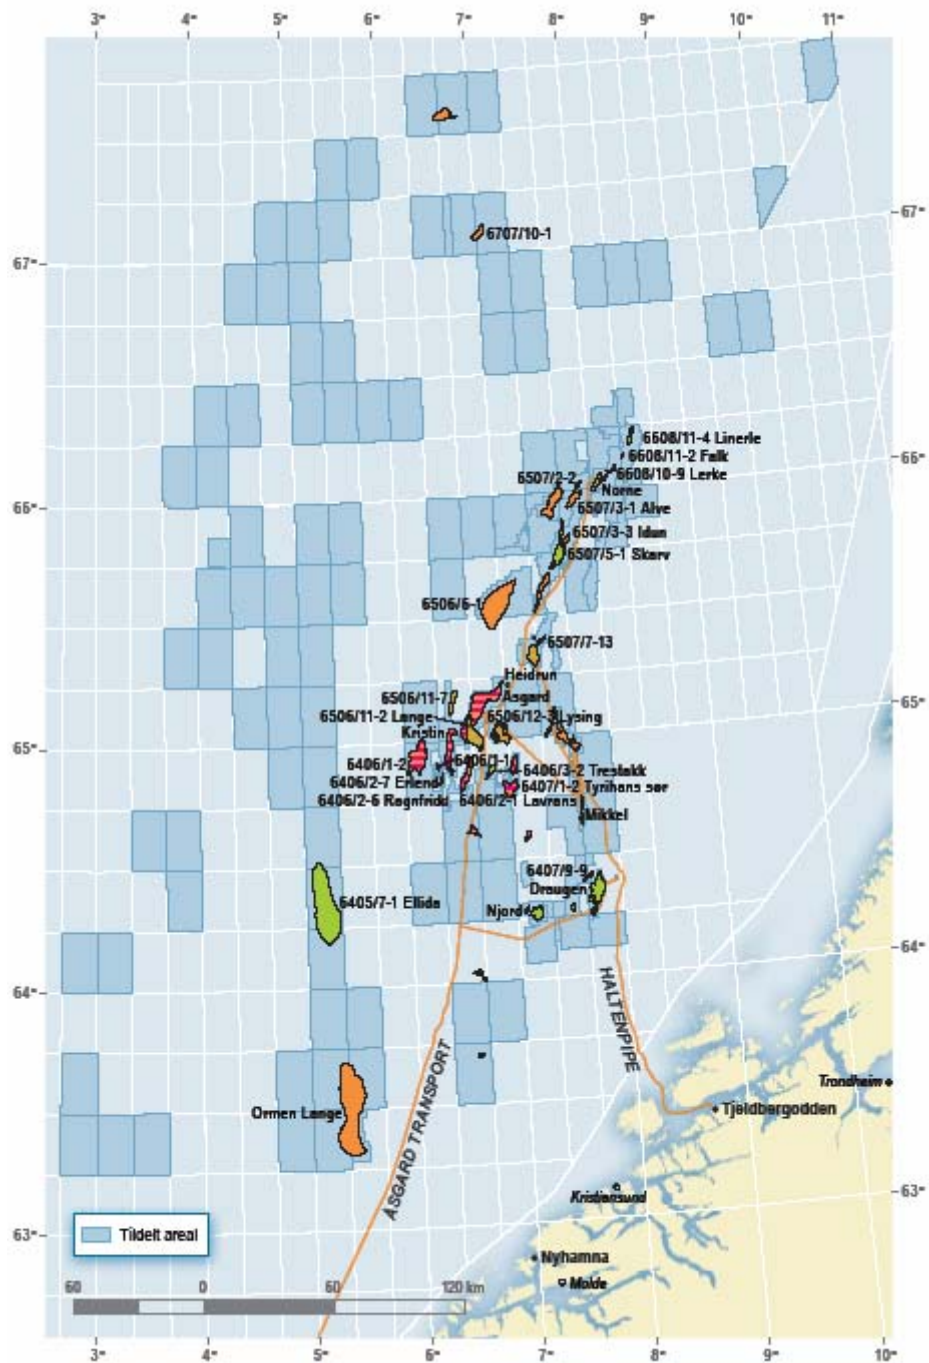 3° 4° 5° 6° 7° 8° 9° 10° 11°
67°
67°
6707/10-1
6608/11-4 Linerle
6608/11-2 Falk
66°
6507/2-2
6608/10-9 Lerke
Norne
66°
6507/3-1 Alve
6507/3-3 Idun
6507/5-1 Skarv
6506/6-1
6507/7-13
Heidrun
6506/11-7
Åsgard
65°
6506/11-2 Lange
6506/12-3 Lysing
Kristin
65°
6406/1-2
6406/1-1
6406/3-2 Trestakk
6406/2-7 Erlend
6407/1-2 Tyrihans sør
6406/2-6 Ragnfrid
6406/2-1 Lavrans
Mikkel
6407/9-9
Draugen
6405/7-1 Ellida
Njord
64°
64°
HALTENPIPE
ÅSGARD TRANSPORT
Trondheim
Ormen Lange
Tjeldbergodden
63°
Kristiansund
63°
Tildelt areal
Nyhamna
Molde
60 0 60 120 km
3° 4° 5° 6° 7° 8° 9° 10°